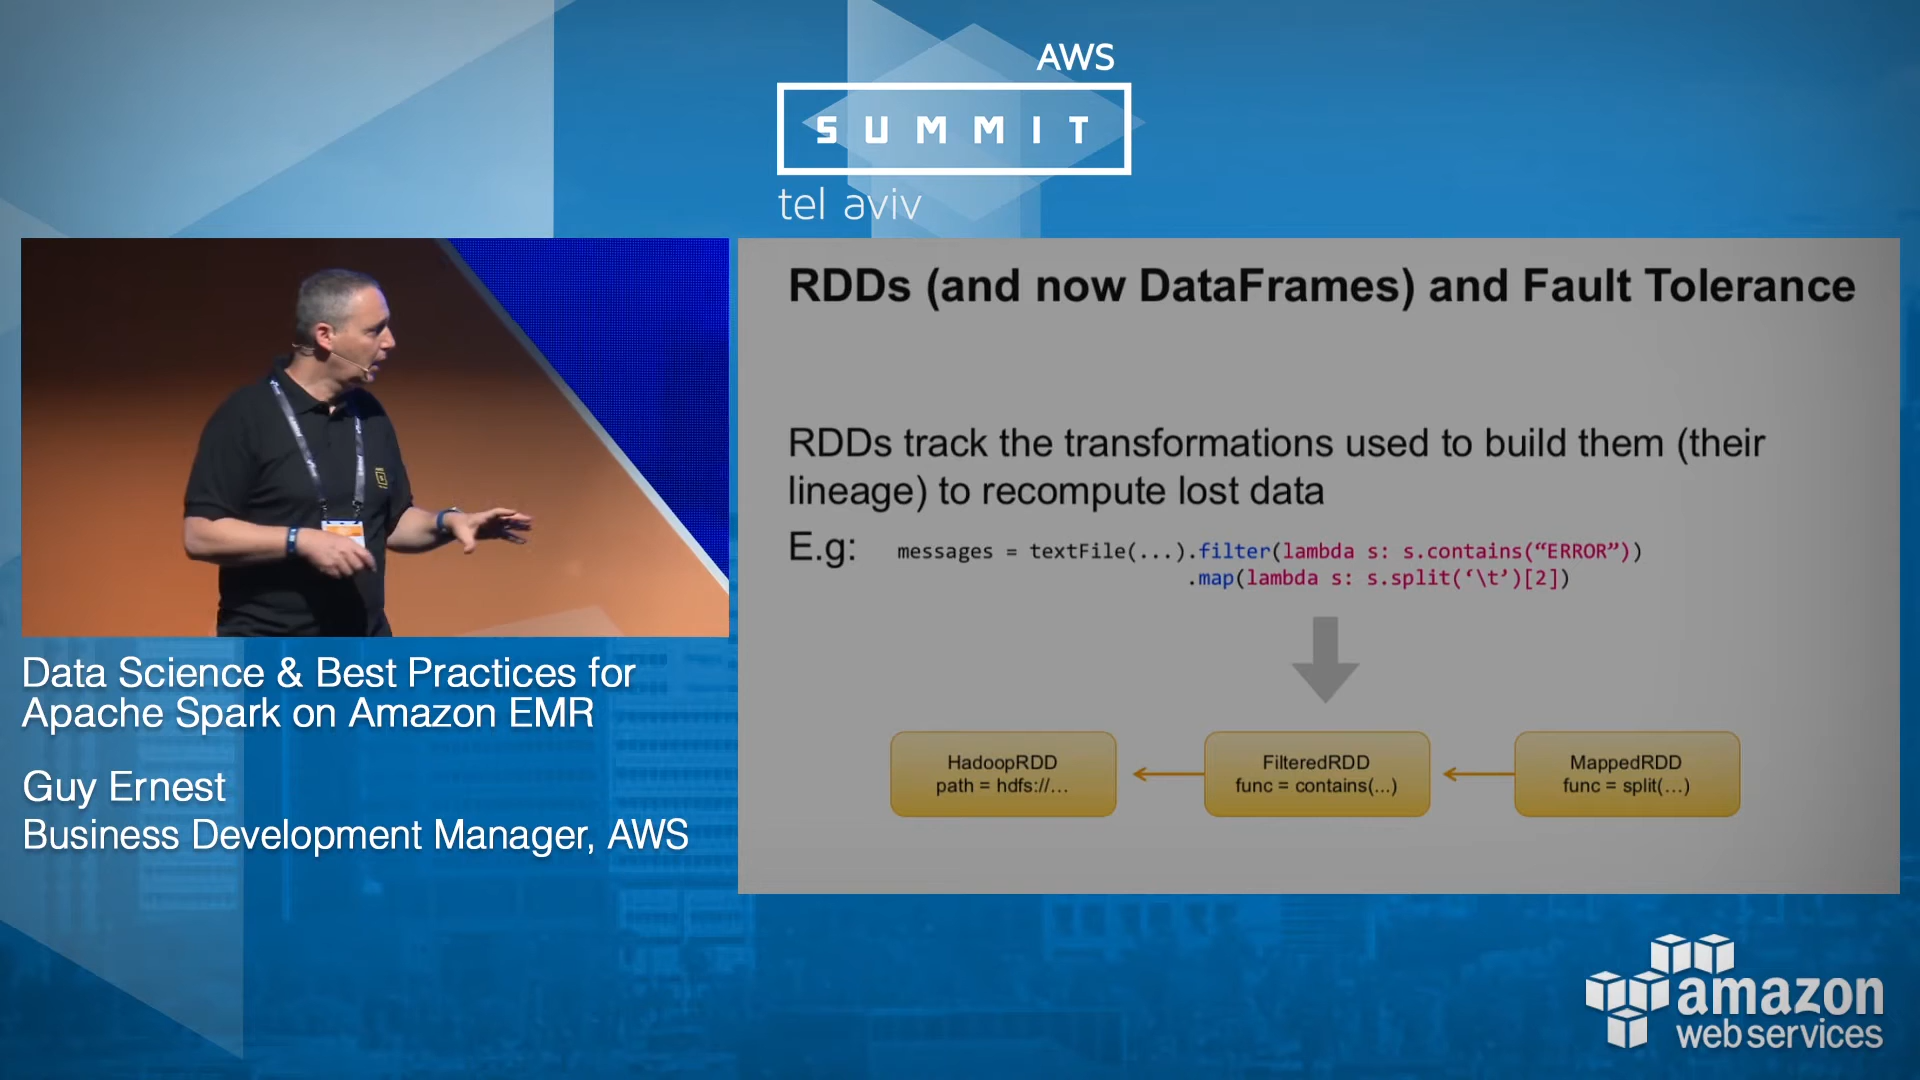 AWS
SUMMIT
tel aviv
RDDs (and now DataFrames) and Fault Tolerance
RDDs track the transformations used to build them (their
lineage) to recompute lost data
E.g: messages = textFile(...).filter(lambda s: s.contains(“ERROR”))
.map(lambda s: s.split(‘\t’)[2])
HadoopRDD
path = hdfs://…
FilteredRDD
func = contains(...)
MappedRDD
func = split(…)
Data Science & Best Practices for
Apache Spark on Amazon EMR
Guy Ernest
Business Development Manager, AWS
amazon
web services